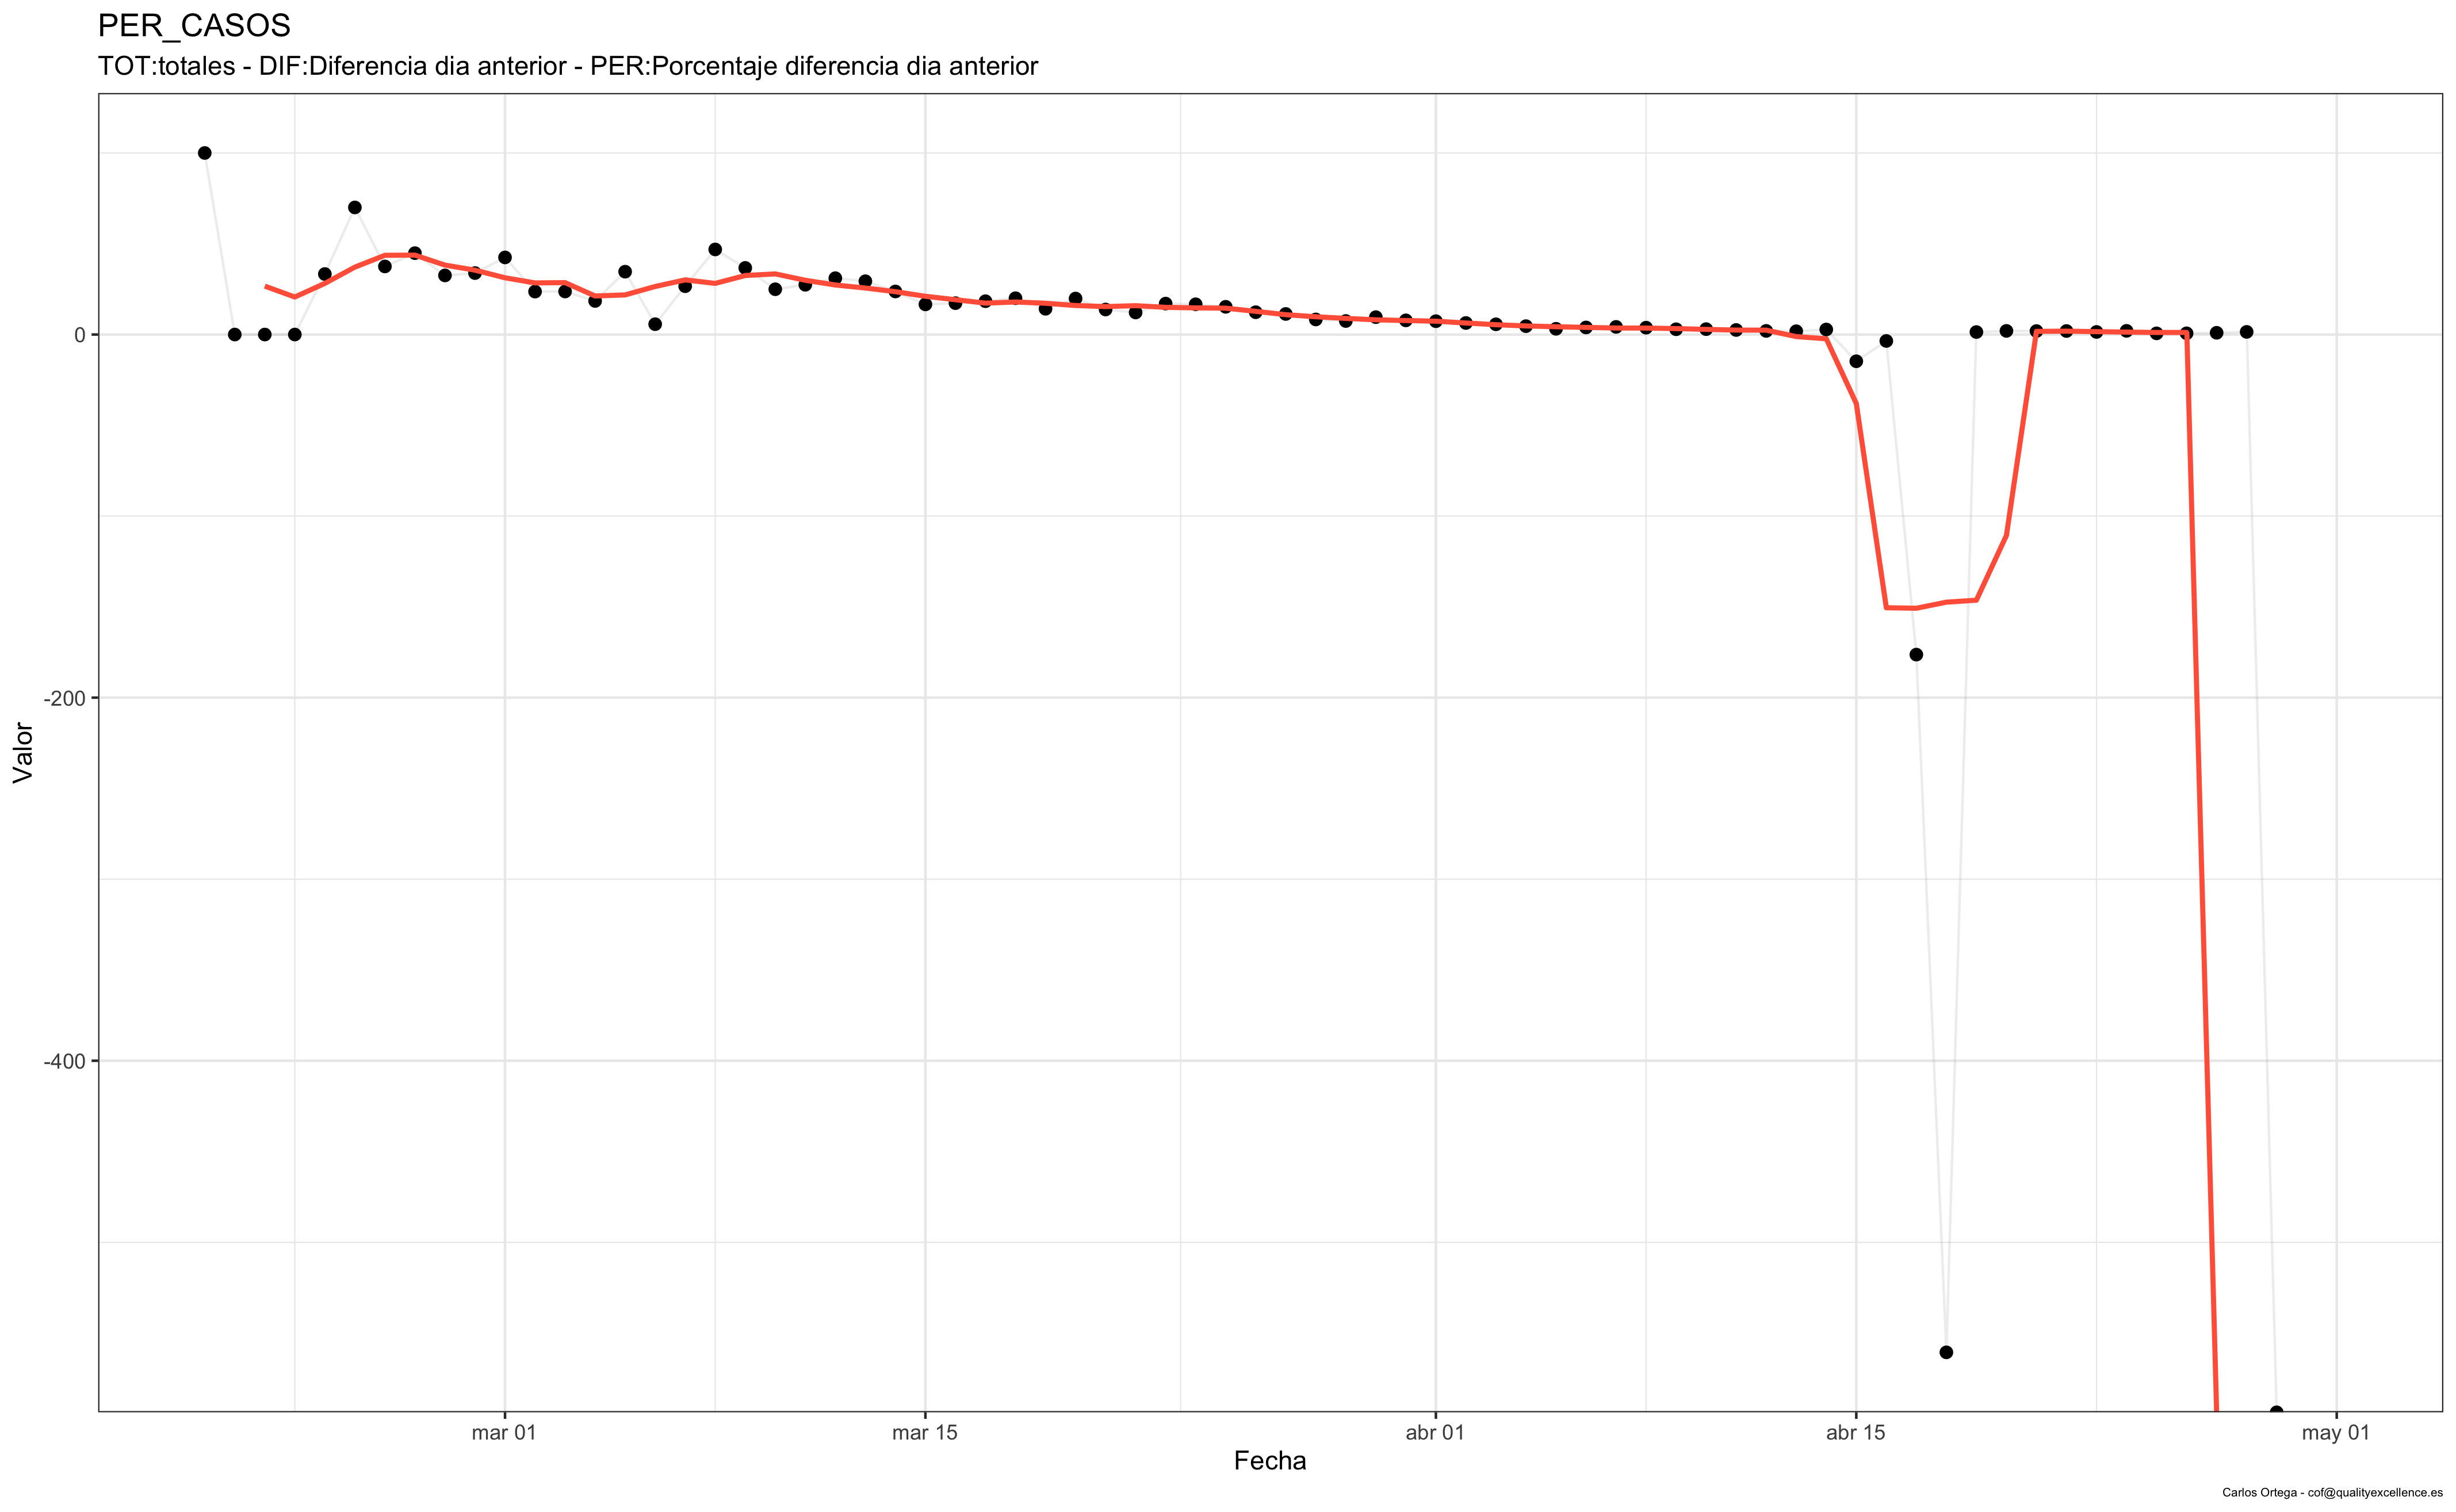 PER_CASOS
TOT:totales - DIF:Diferencia dia anterior - PER:Porcentaje diferencia dia anterior
0
-200
-400
Valor
mar 01
mar 15
abr 01
abr 15
may 01
Fecha
Carlos Ortega - cof@qualityexcellence.es